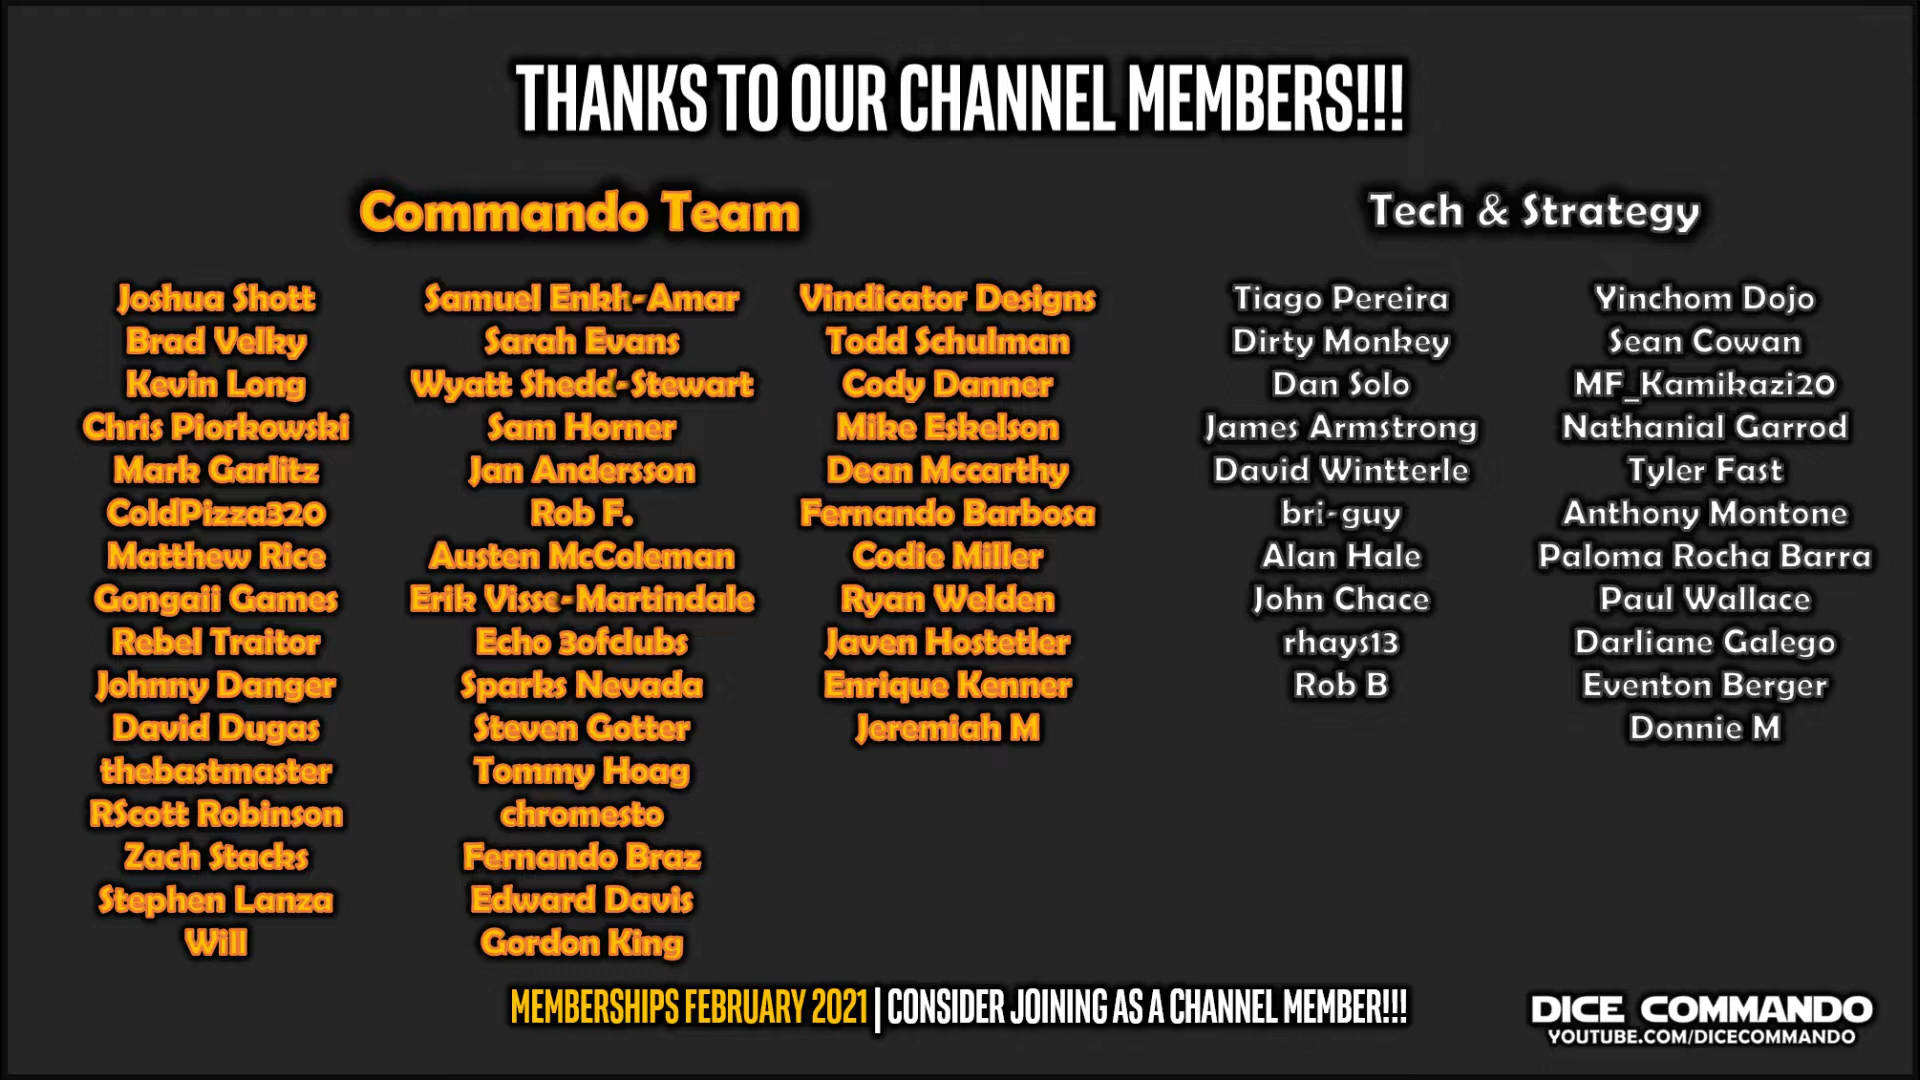 THANKS TO OUR CHANNEL MEMBERS!!!
Commando Team
Joshua Shott
Brad Velky
Kevin Long
Chris Piorkowski
Mark Garlitz
ColdPizza320
Matthew Rice
Gongaii Games
Rebel Traitor
Johnny Danger
David Dugas
thebastmaster
RScott Robinson
Zach Stacks
Stephen Lanza
Will
Samuel Enkh-Amar
Sarah Evans
Wyatt Shedd-Stewart
Sam Horner
Jan Andersson
Rob F.
Austen McColeman
Erik Visse-Martindale
Echo 3ofclubs
Sparks Nevada
Steven Gotter
Tommy Hoag
chromesto
Fernando Braz
Edward Davis
Gordon King
Vindicator Designs
Todd Schulman
Cody Danner
Mike Eskelson
Dean Mccarthy
Fernando Barbosa
Codie Miller
Ryan Welden
Javen Hostetler
Enrique Kenner
Jeremiah M
Tech & Strategy
Tiago Pereira
Dirty Monkey
Dan Solo
James Armstrong
David Wintterle
bri-guy
Alan Hale
John Chace
rhays13
Rob B
Yinchom Dojo
Sean Cowan
MF_Kamikazi20
Nathanial Garrod
Tyler Fast
Anthony Montone
Paloma Rocha Barra
Paul Wallace
Darliane Galego
Eventon Berger
Donnie M
MEMBERSHIPS FEBRUARY 2021 | CONSIDER JOINING AS A CHANNEL MEMBER!!!
DICE COMMANDO
YOUTUBE.COM/DICECOMMANDO